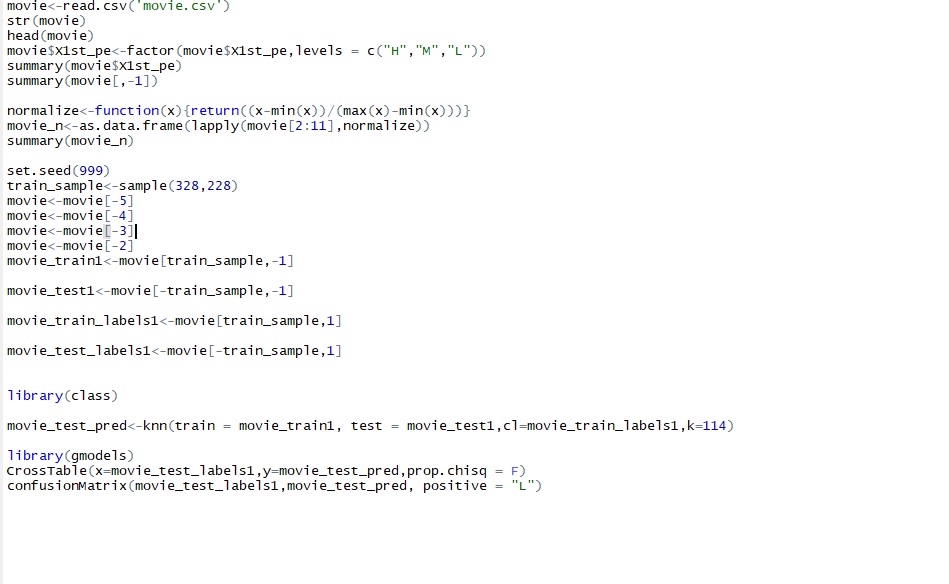 movie<-read.csv('movie.csv')
str(movie)
head(movie)
movie$X1st_pe<-factor(movie$X1st_pe,levels = c("H","M","L"))
summary(movie$X1st_pe)
summary(movie[,-1])
normalize<-function(x){return((x-min(x))/(max(x)-min(x)))}
movie_n<-as.data.frame(lapply(movie[2:11],normalize))
summary(movie_n)
set.seed(999)
train_sample<-sample(328,228)
movie<-movie[-5]
movie<-movie[-4]
movie<-movie[-3]
movie<-movie[-2]
movie_train1<-movie[train_sample,-1]
movie_test1<-movie[-train_sample,-1]
movie_train_labels1<-movie[train_sample,1]
movie_test_labels1<-movie[-train_sample,1]
library(class)
movie_test_pred<-knn(train = movie_train1, test = movie_test1,cl=movie_train_labels1,k=114)
library(gmodels)
CrossTable(x=movie_test_labels1,y=movie_test_pred,prop.chisq = F)
confusionMatrix(movie_test_labels1,movie_test_pred, positive = "L")